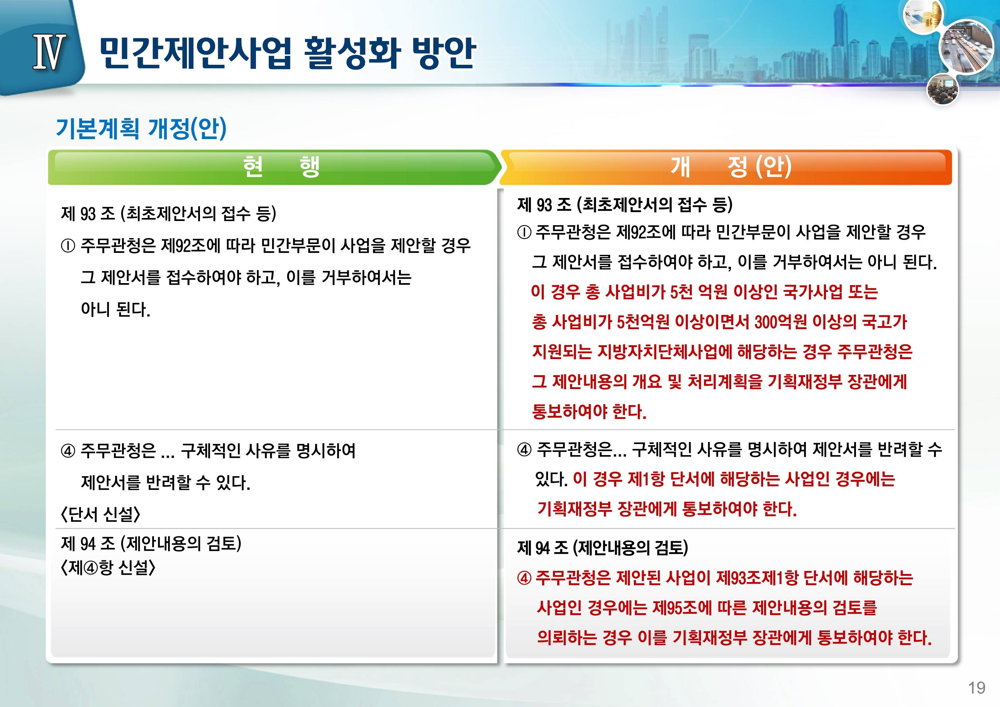 Ⅳ 민간제안사업 활성화 방안
기본계획 개정(안)
현 행
제 93 조 (최초제안서의 접수 등)
① 주무관청은 제92조에 따라 민간부문이 사업을 제안할 경우
그 제안서를 접수하여야 하고, 이를 거부하여서는
아니 된다.
④ 주무관청은 ... 구체적인 사유를 명시하여
제안서를 반려할 수 있다.
<단서 신설>
제 94 조 (제안내용의 검토)
<제④항 신설>
개 정 (안)
제 93 조 (최초제안서의 접수 등)
① 주무관청은 제92조에 따라 민간부문이 사업을 제안할 경우
그 제안서를 접수하여야 하고, 이를 거부하여서는 아니 된다.
이 경우 총 사업비가 5천 억원 이상인 국가사업 또는
총 사업비가 5천억원 이상이면서 300억원 이상의 국고가
지원되는 지방자치단체사업에 해당하는 경우 주무관청은
그 제안내용의 개요 및 처리계획을 기획재정부 장관에게
통보하여야 한다.
④ 주무관청은... 구체적인 사유를 명시하여 제안서를 반려할 수
있다. 이 경우 제1항 단서에 해당하는 사업인 경우에는
기획재정부 장관에게 통보하여야 한다.
제 94 조 (제안내용의 검토)
④ 주무관청은 제안된 사업이 제93조제1항 단서에 해당하는
사업인 경우에는 제95조에 따른 제안내용의 검토를
의뢰하는 경우 이를 기획재정부 장관에게 통보하여야 한다.
19